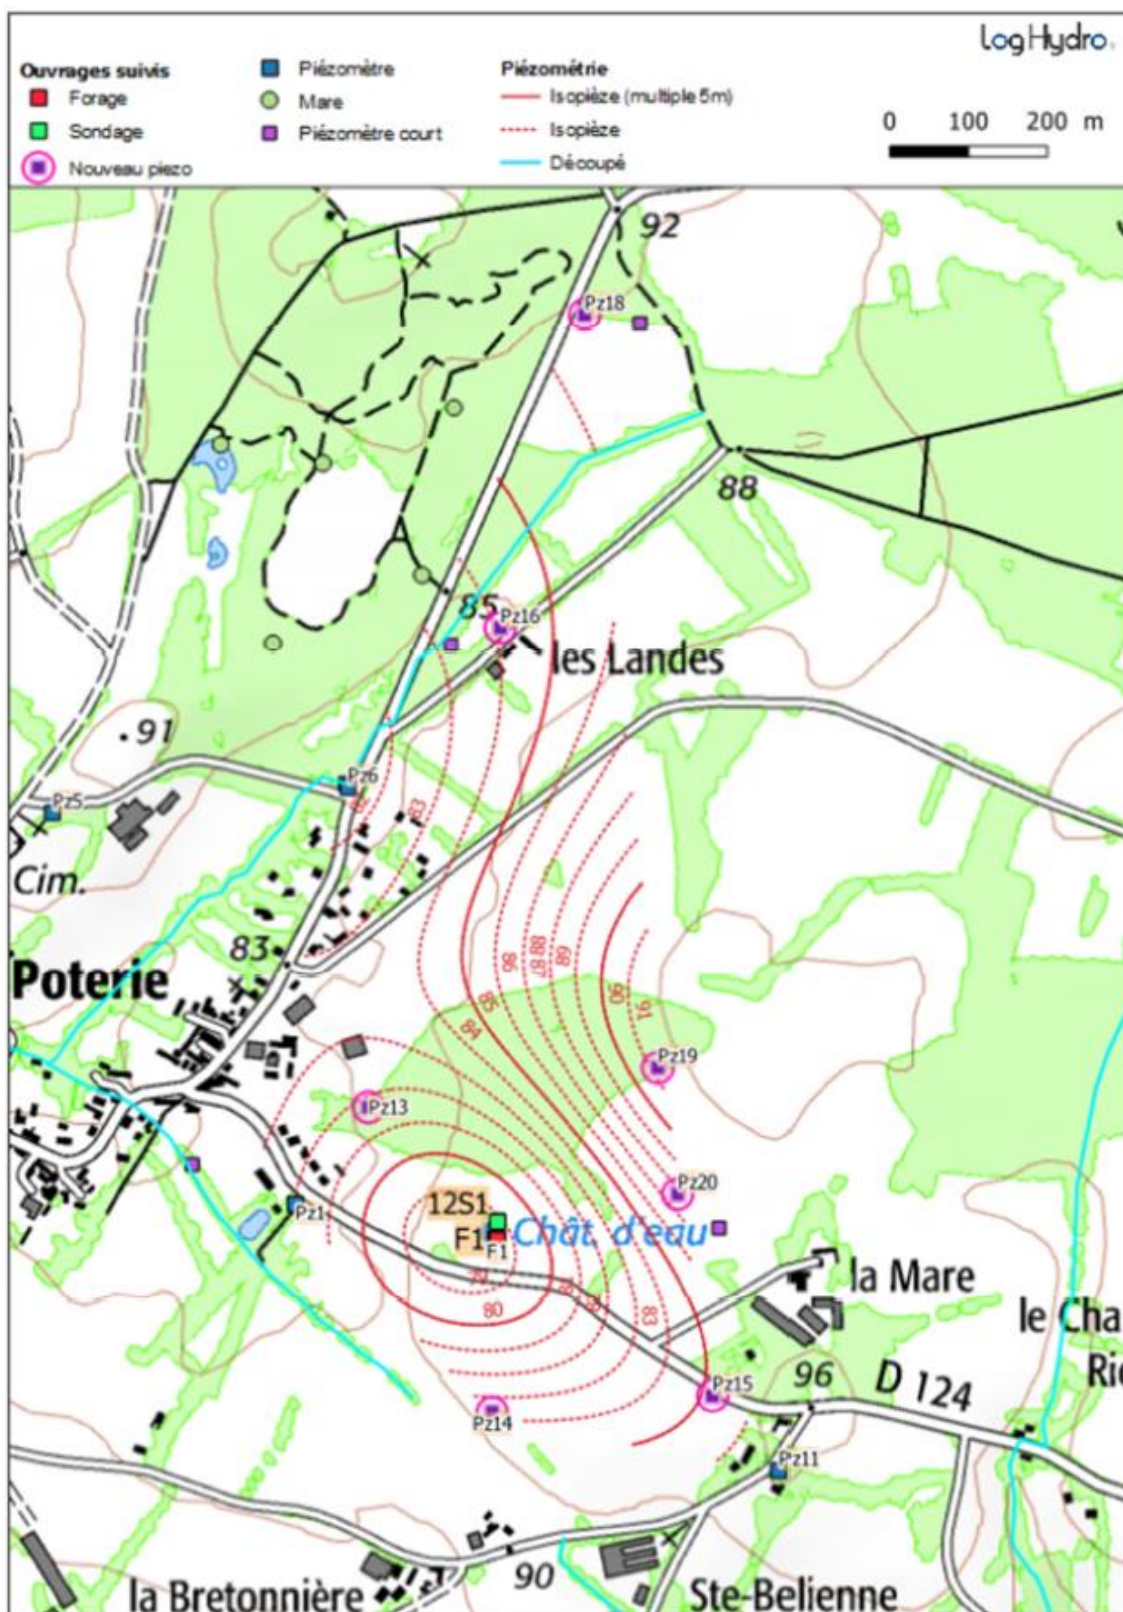 LogHydro
Ouvrages suivis
Forage
Sondage
Nouveau piezo
Piézomètre
Mare
Piézomètre court
Piézométrie
Isopièze (multiple 5m)
Isopièze
Découpé
0 100 200 m
92
Pz18
88
85
Pz16
les Landes
91
Pz6
Pz5
83
Cim.
83
Poterie
86
88
87
89
90
91
85
84
Pz19
Pz13
Pz20
12S1
Pz1
F1
F1
Chât. d'eau
79
80
83
la Mare
le Cha
Pz15
96
D 124
Pz14
Pz11
90
la Bretonnière
Ste-Belienne